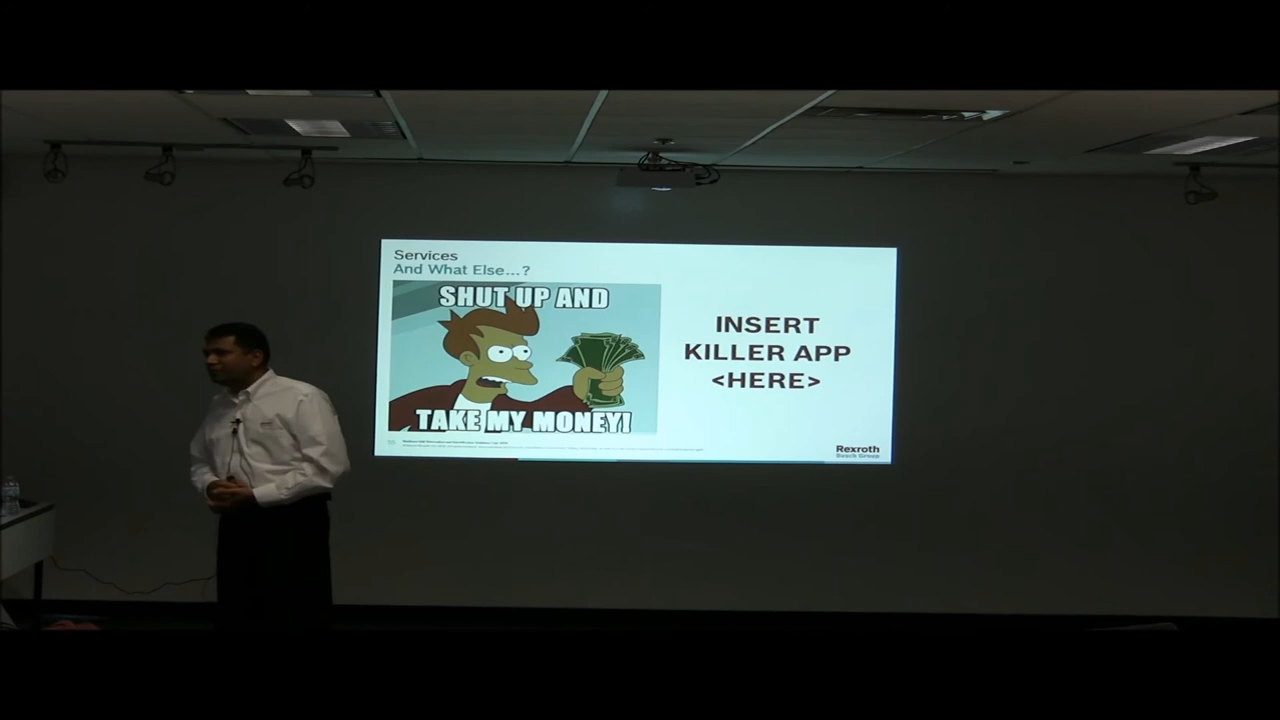 Services
And What Else...?
SHUT UP AND
TAKE MY MONEY!
INSERT
KILLER APP
<HERE>
Rexroth
Bosch Group